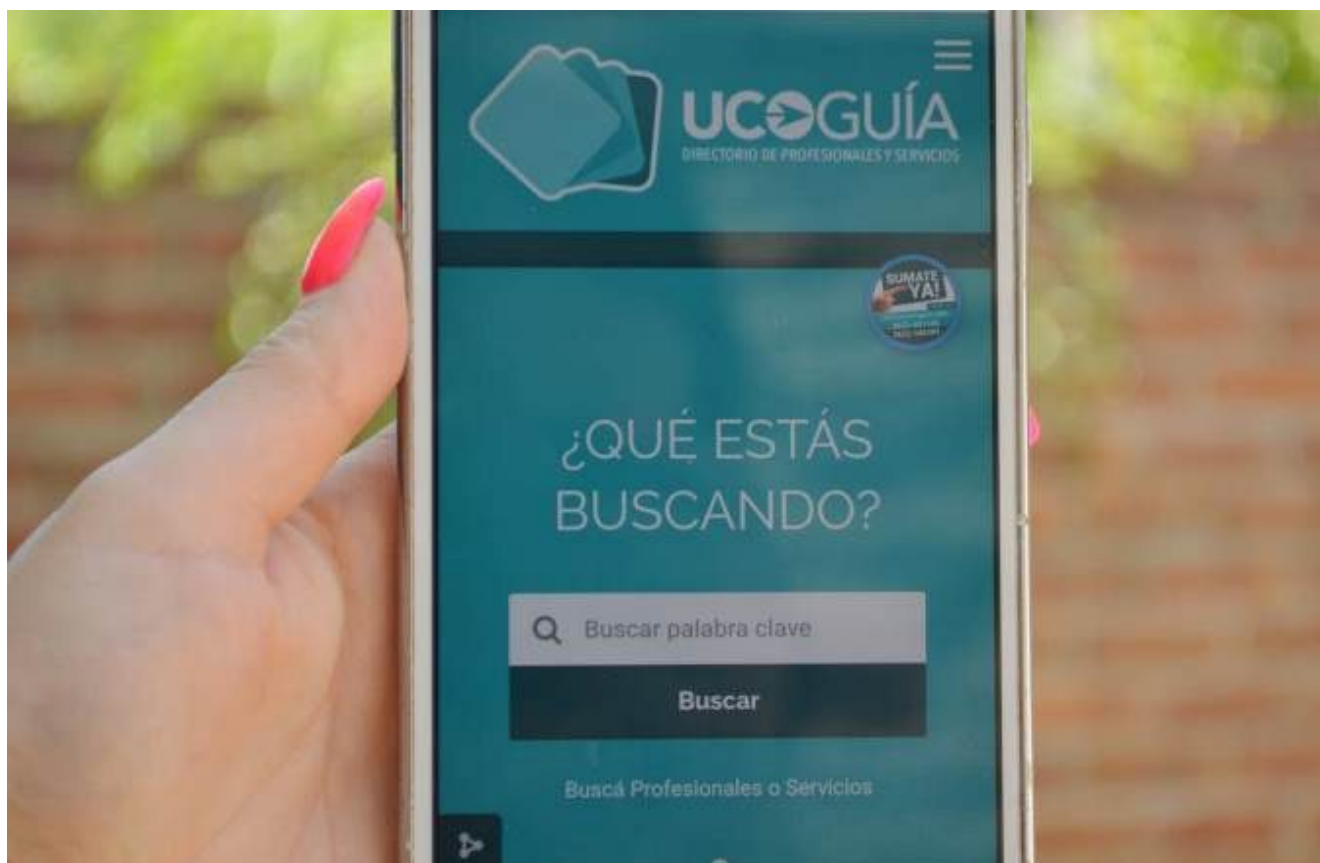 UCOGUÍA
DIRECTORIO DE PROFESIONALES Y SERVICIOS
SUMATE
YA!
¿QUÉ ESTÁS
BUSCANDO?
Buscar palabra clave
Buscar
Buscá Profesionales o Servicios